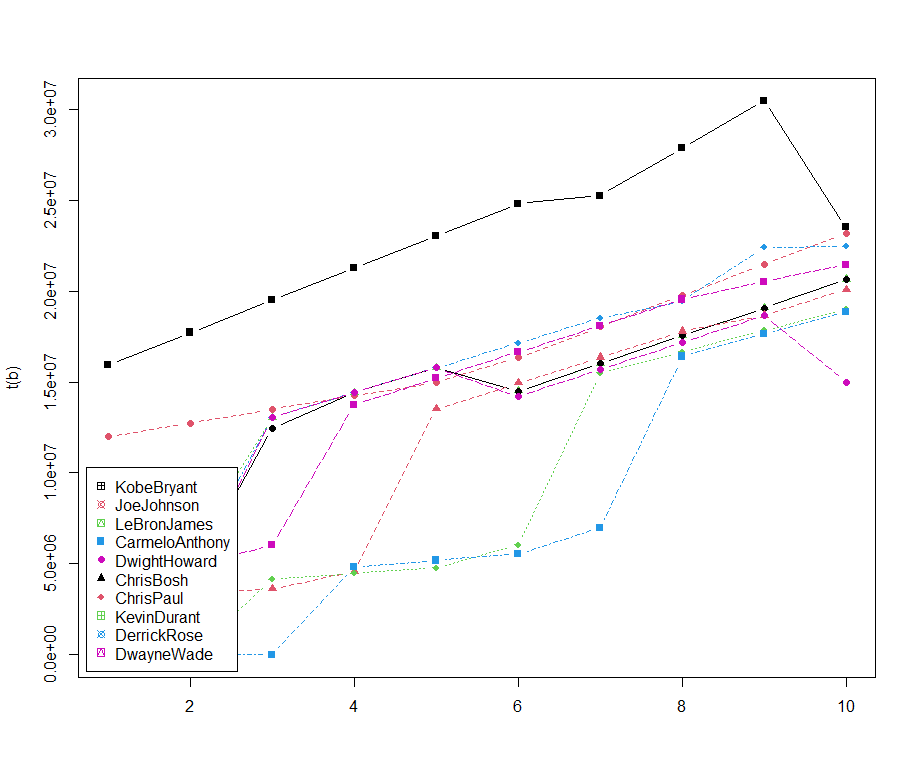 3.0e+07
2.5e+07
2.0e+07
1.5e+07
1.0e+07
5.0e+06
0.0e+00
t(b)
KobeBryant
JoeJohnson
LeBronJames
CarmeloAnthony
DwightHoward
ChrisBosh
ChrisPaul
KevinDurant
DerrickRose
DwayneWade
2 4 6 8 10